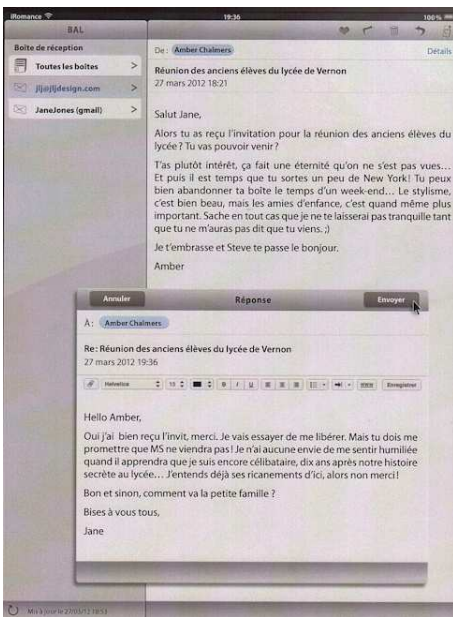 iRomance 19:36 100 %
BAL
Boîte de réception
Toutes les boîtes >
jlj@jljdesign.com >
JaneJones (gmail) >
De : Amber Chalmers Détails
Réunion des anciens élèves du lycée de Vernon
27 mars 2012 18:21
Salut Jane,
Alors tu as reçu l'invitation pour la réunion des anciens élèves du
lycée ? Tu vas pouvoir venir ?
T'as plutôt intérêt, ça fait une éternité qu'on ne s'est pas vues...
Et puis il est temps que tu sortes un peu de New York! Tu peux
bien abandonner ta boîte le temps d'un week-end... Le stylisme,
c'est bien beau, mais les amies d'enfance, c'est quand même plus
important. Sache en tout cas que je ne te laisserai pas tranquille tant
que tu ne m'auras pas dit que tu viens. ;)
Je t'embrasse et Steve te passe le bonjour.
Amber
Annuler Réponse Envoyer
À : Amber Chalmers
Re : Réunion des anciens élèves du lycée de Vernon
27 mars 2012 19:36
Helvetica B I U Enregistrer
Hello Amber,
Oui j'ai bien reçu l'invit, merci. Je vais essayer de me libérer. Mais tu dois me
promettre que MS ne viendra pas! Je n'ai aucune envie de me sentir humiliée
quand il apprendra que je suis encore célibataire, dix ans après notre histoire
secrète au lycée... J'entends déjà ses ricanements d'ici, alors non merci!
Bon et sinon, comment va la petite famille ?
Bises à vous tous,
Jane
Mis à jour le 27/03/12 18:53